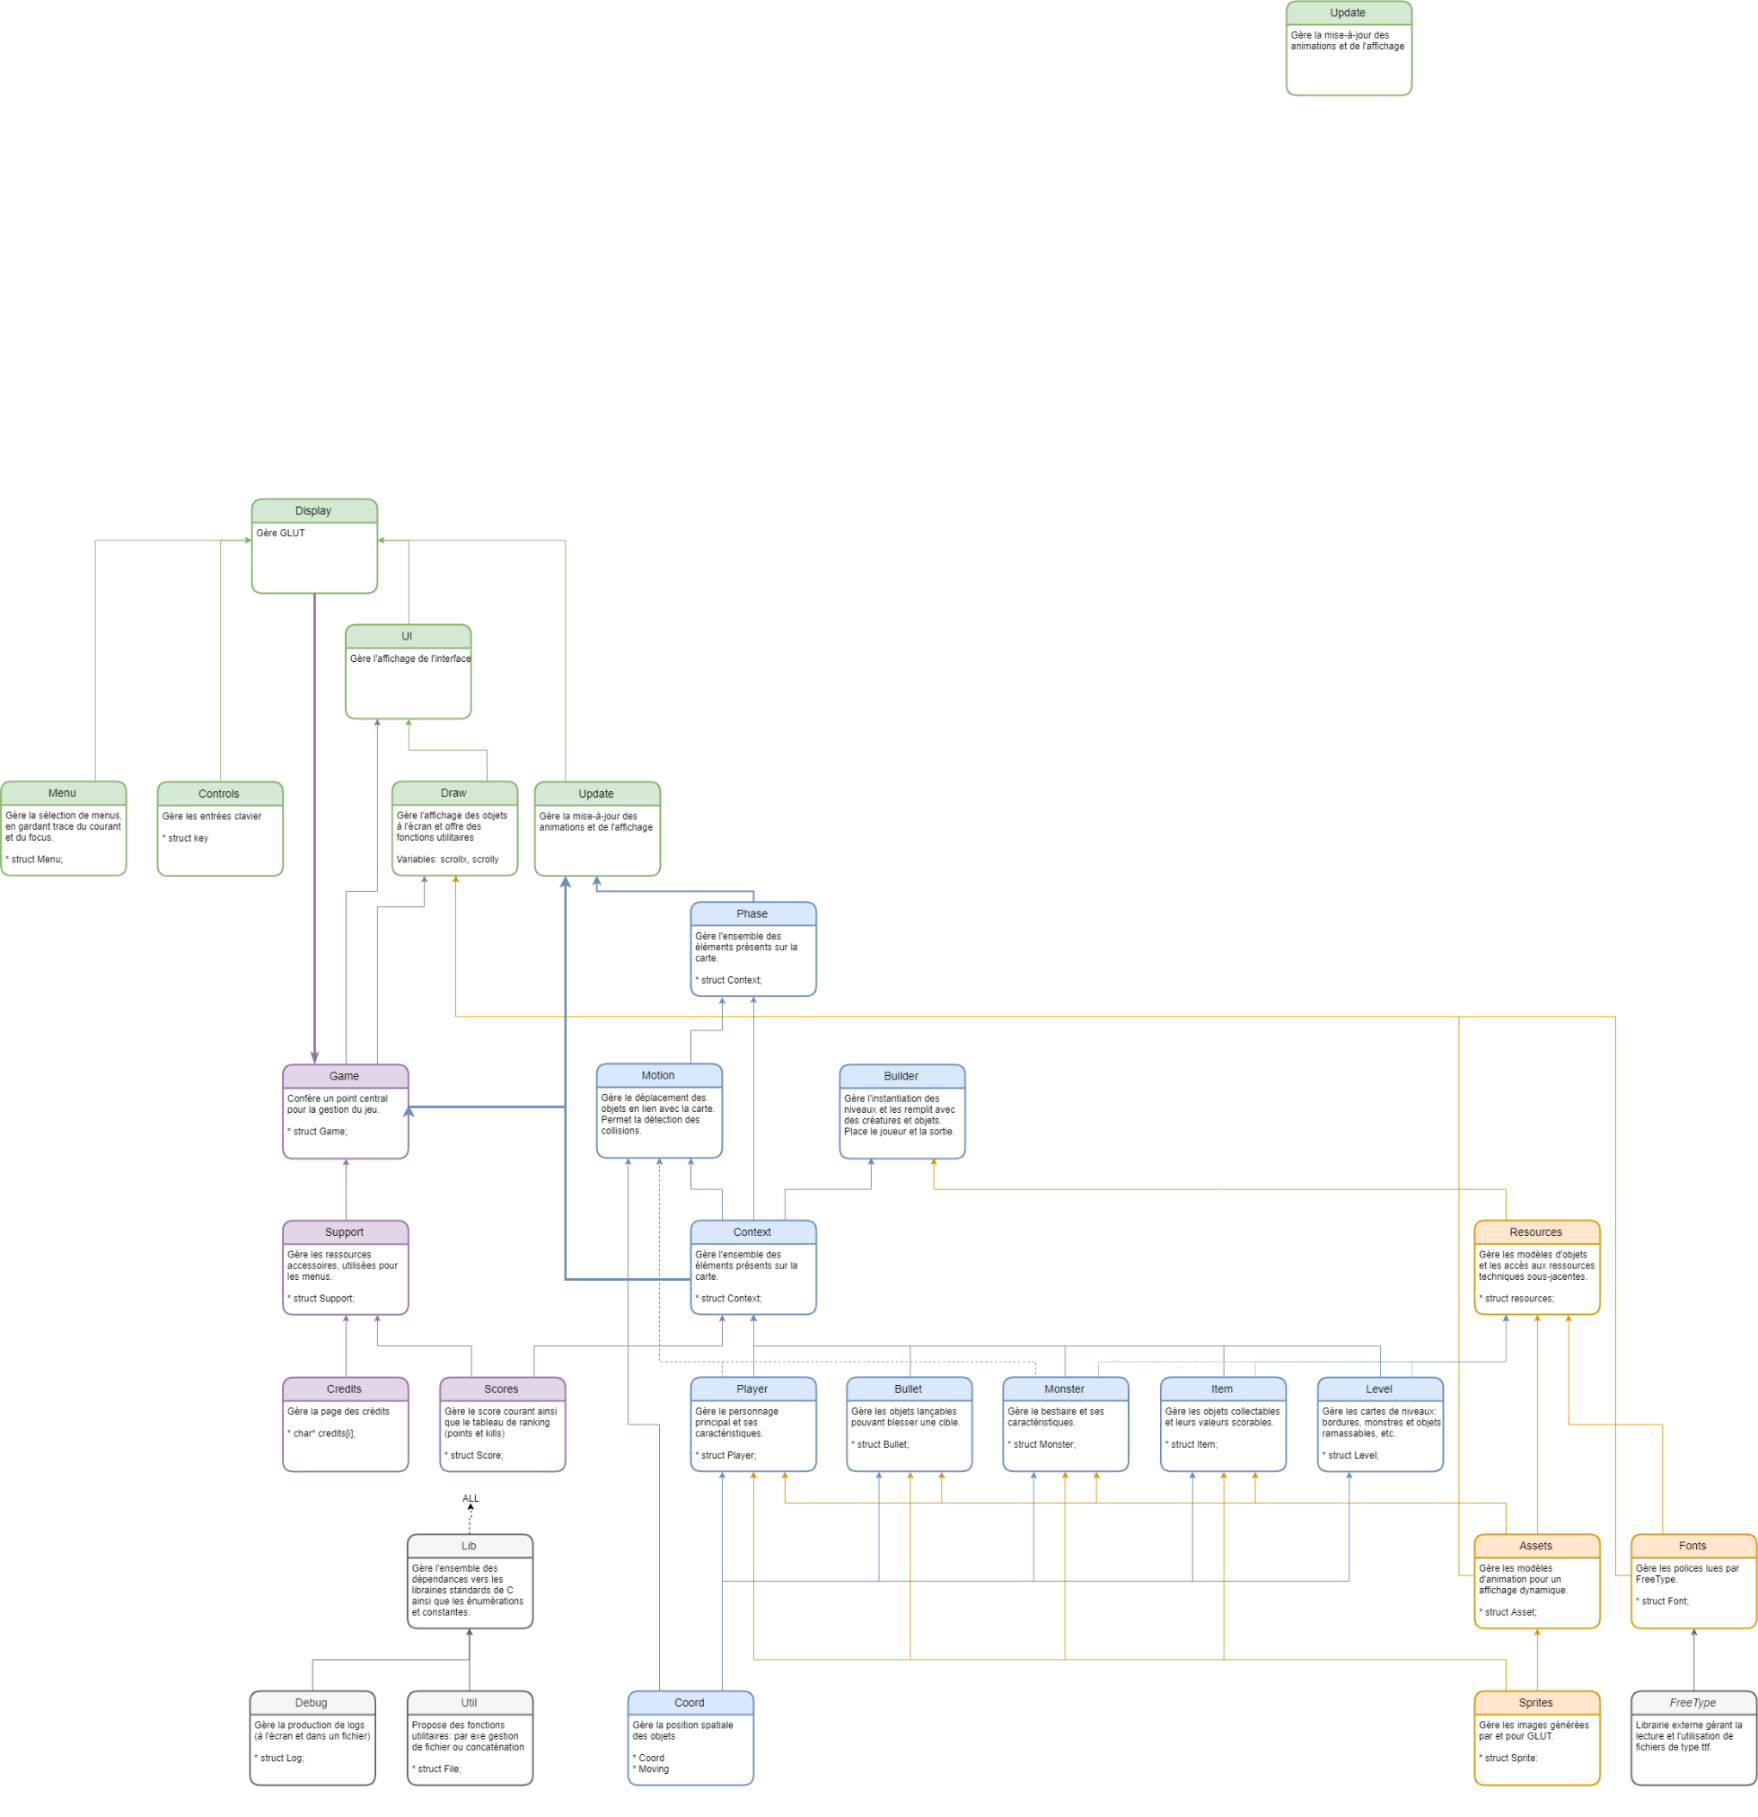 Update
Gère la mise-à-jour des
animations et de l'affichage
Display
Gère GLUT
UI
Gère l'affichage de l'interface
Menu
Gère la sélection de menus,
en gardant trace du courant
et du focus.
* struct Menu;
Controls
Gère les entrées clavier
* struct key
Draw
Gère l'affichage des objets
à l'écran et offre des
fonctions utilitaires
Variables: scrollx, scrolly
Update
Gère la mise-à-jour des
animations et de l'affichage
Phase
Gère l'ensemble des
éléments présents sur la
carte.
* struct Context;
Game
Confère un point central
pour la gestion du jeu.
* struct Game;
Motion
Gère le déplacement des
objets en lien avec la carte.
Permet la détection des
collisions.
Builder
Gère l'instantiation des
niveaux et les remplit avec
des créatures et objets.
Place le joueur et la sortie.
Support
Gère les ressources
accessoires, utilisées pour
les menus.
* struct Support;
Context
Gère l'ensemble des
éléments présents sur la
carte.
* struct Context;
Resources
Gère les modèles d'objets
et les accès aux ressources
techniques sous-jacentes.
* struct resources;
Credits
Gère la page des crédits
* char* credits[i];
Scores
Gère le score courant ainsi
que le tableau de ranking
(points et kills)
* struct Score;
Player
Gère le personnage
principal et ses
caractéristiques.
* struct Player;
Bullet
Gère les objets lançables
pouvant blesser une cible.
* struct Bullet;
Monster
Gère le bestiaire et ses
caractéristiques.
* struct Monster;
Item
Gère les objets collectables
et leurs valeurs scorables.
* struct Item;
Level
Gère les cartes de niveaux:
bordures, monstres et objets
ramassables, etc.
* struct Level;
ALL
Lib
Gère l'ensemble des
dépendances vers les
librairies standards de C
ainsi que les énumérations
et constantes.
Assets
Gère les modèles
d'animation pour un
affichage dynamique.
* struct Asset;
Fonts
Gère les polices lues par
FreeType.
* struct Font;
Debug
Gère la production de logs
(à l'écran et dans un fichier)
* struct Log;
Util
Propose des fonctions
utilitaires: par exe gestion
de fichier ou concaténation
* struct File;
Coord
Gère la position spatiale
des objets
* Coord
* Moving
Sprites
Gère les images générées
par et pour GLUT.
* struct Sprite:
FreeType
Librairie externe gérant la
lecture et l'utilisation de
fichiers de type ttf.